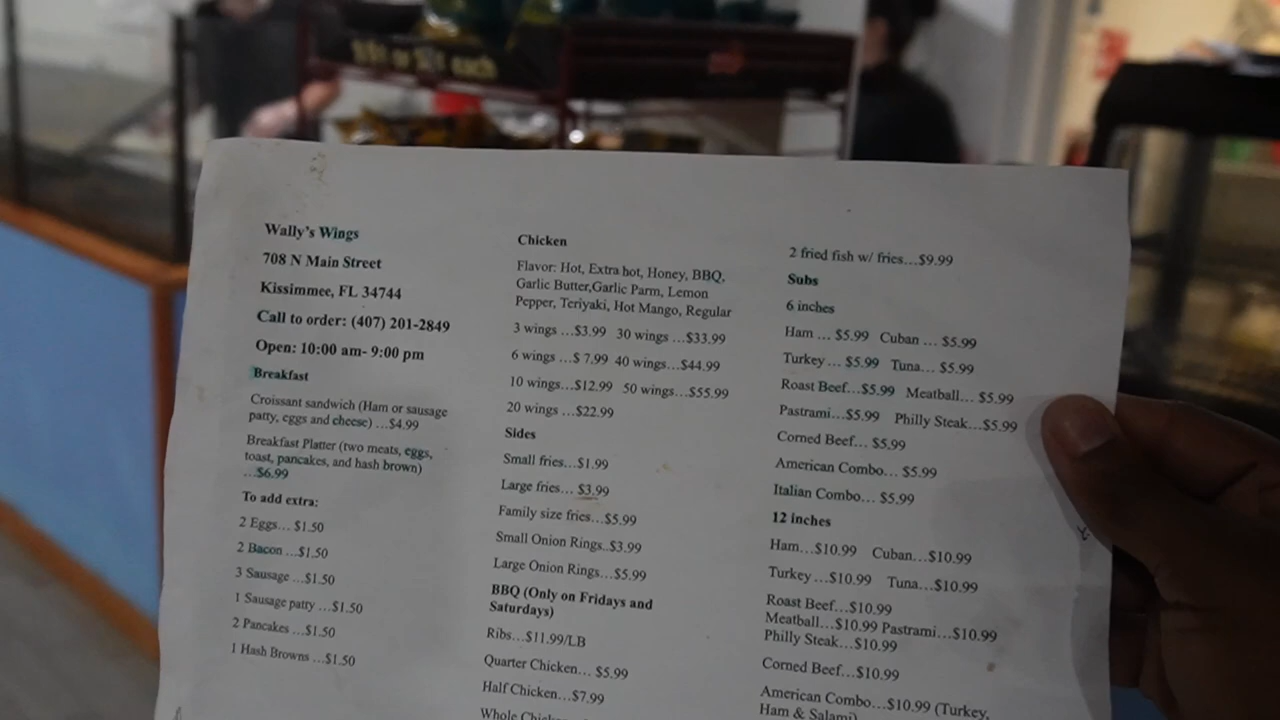 Wally's Wings
708 N Main Street
Kissimmee, FL 34744
Call to order: (407) 201-2849
Open: 10:00 am- 9:00 pm
Breakfast
Croissant sandwich (Ham or sausage
patty, eggs and cheese) ...$4.99
Breakfast Platter (two meats, eggs,
toast, pancakes, and hash brown)
...$6.99
To add extra:
2 Eggs... $1.50
2 Bacon ...$1.50
3 Sausage ...$1.50
1 Sausage patty ...$1.50
2 Pancakes ...$1.50
1 Hash Browns ...$1.50
Chicken
Flavor: Hot, Extra hot, Honey, BBQ,
Garlic Butter,Garlic Parm, Lemon
Pepper, Teriyaki, Hot Mango, Regular
3 wings ...$3.99 30 wings ...$33.99
6 wings ...$ 7.99 40 wings...$44.99
10 wings...$12.99 50 wings...$55.99
20 wings ...$22.99
Sides
Small fries...$1.99
Large fries... $3.99
Family size fries...$5.99
Small Onion Rings..$3.99
Large Onion Rings...$5.99
BBQ (Only on Fridays and
Saturdays)
Ribs...$11.99/LB
Quarter Chicken... $5.99
Half Chicken...$7.99
Whole
2 fried fish w/ fries...$9.99
Subs
6 inches
Ham ... $5.99 Cuban ... $5.99
Turkey... $5.99 Tuna... $5.99
Roast Beef...$5.99 Meatball... $5.99
Pastrami...$5.99 Philly Steak...$5.99
Corned Beef... $5.99
American Combo... $5.99
Italian Combo... $5.99
12 inches
Ham...$10.99 Cuban...$10.99
Turkey...$10.99 Tuna...$10.99
Roast Beef...$10.99
Meatball...$10.99 Pastrami...$10.99
Philly Steak...$10.99
Corned Beef...$10.99
American Combo...$10.99 (Turkey,
Ham & Salami)